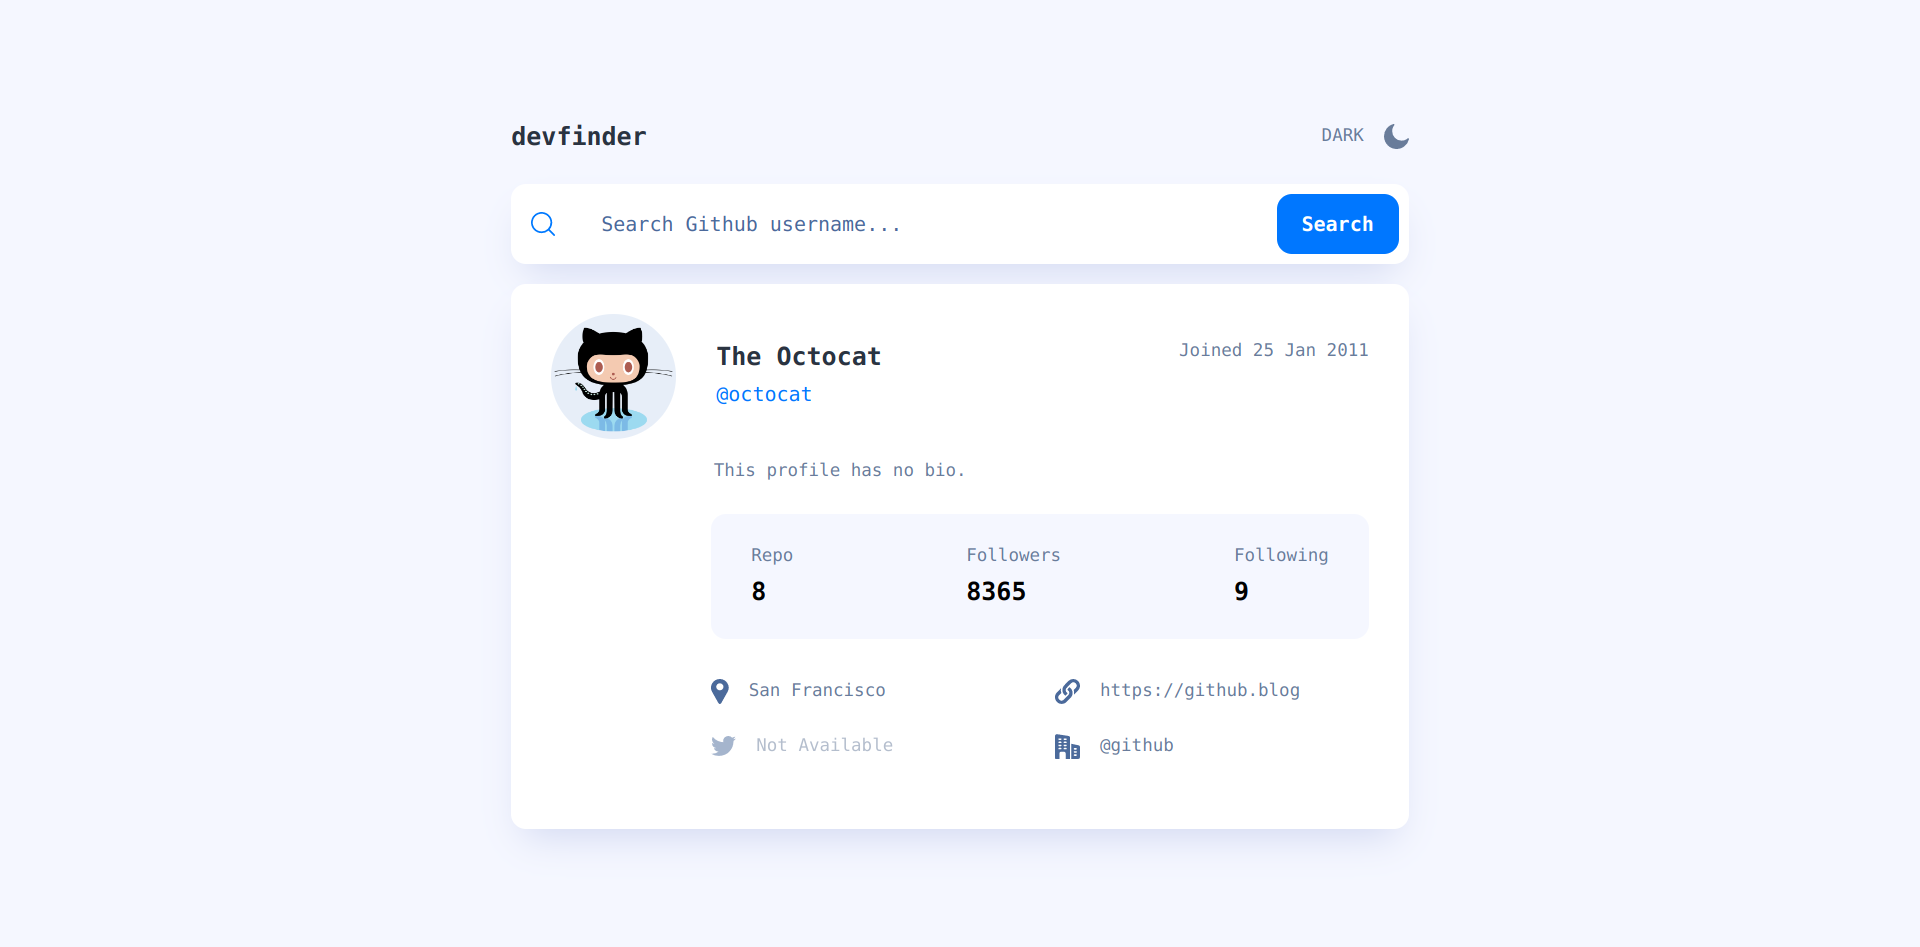 devfinder
DARK
Search Github username...
Search
The Octocat
Joined 25 Jan 2011
@octocat
This profile has no bio.
Repo
Followers
Following
8
8365
9
San Francisco
https://github.blog
Not Available
@github